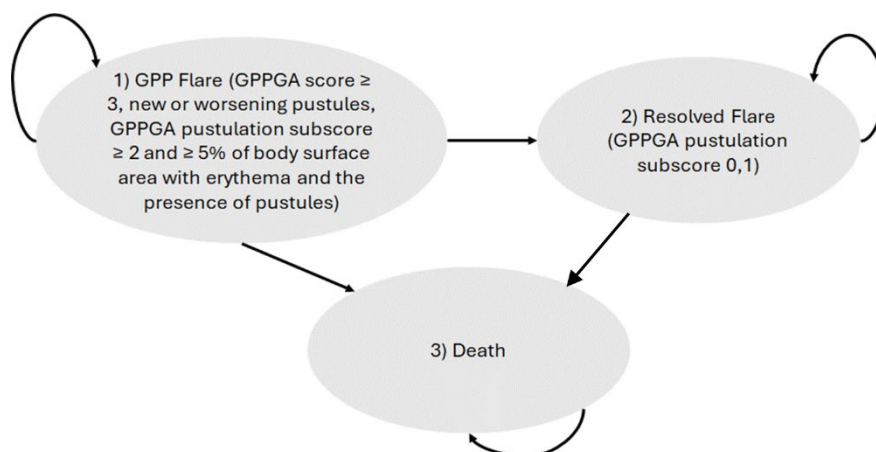 1) GPP Flare (GPPGA score ≥
3, new or worsening pustules,
GPPGA pustulation subscore
≥ 2 and ≥ 5% of body surface
area with erythema and the
presence of pustules)
2) Resolved Flare
(GPPGA pustulation
subscore 0,1)
3) Death